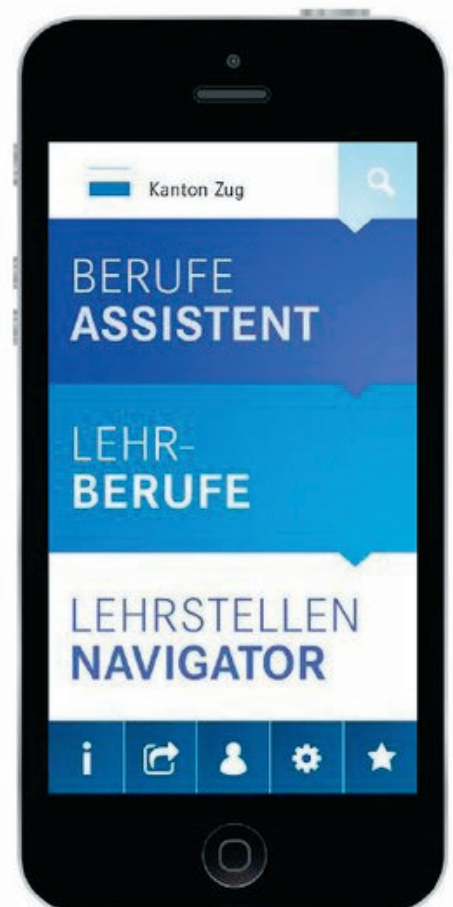 Kanton Zug
BERUFE
ASSISTENT
LEHR-
BERUFE
LEHRSTELLEN
NAVIGATOR